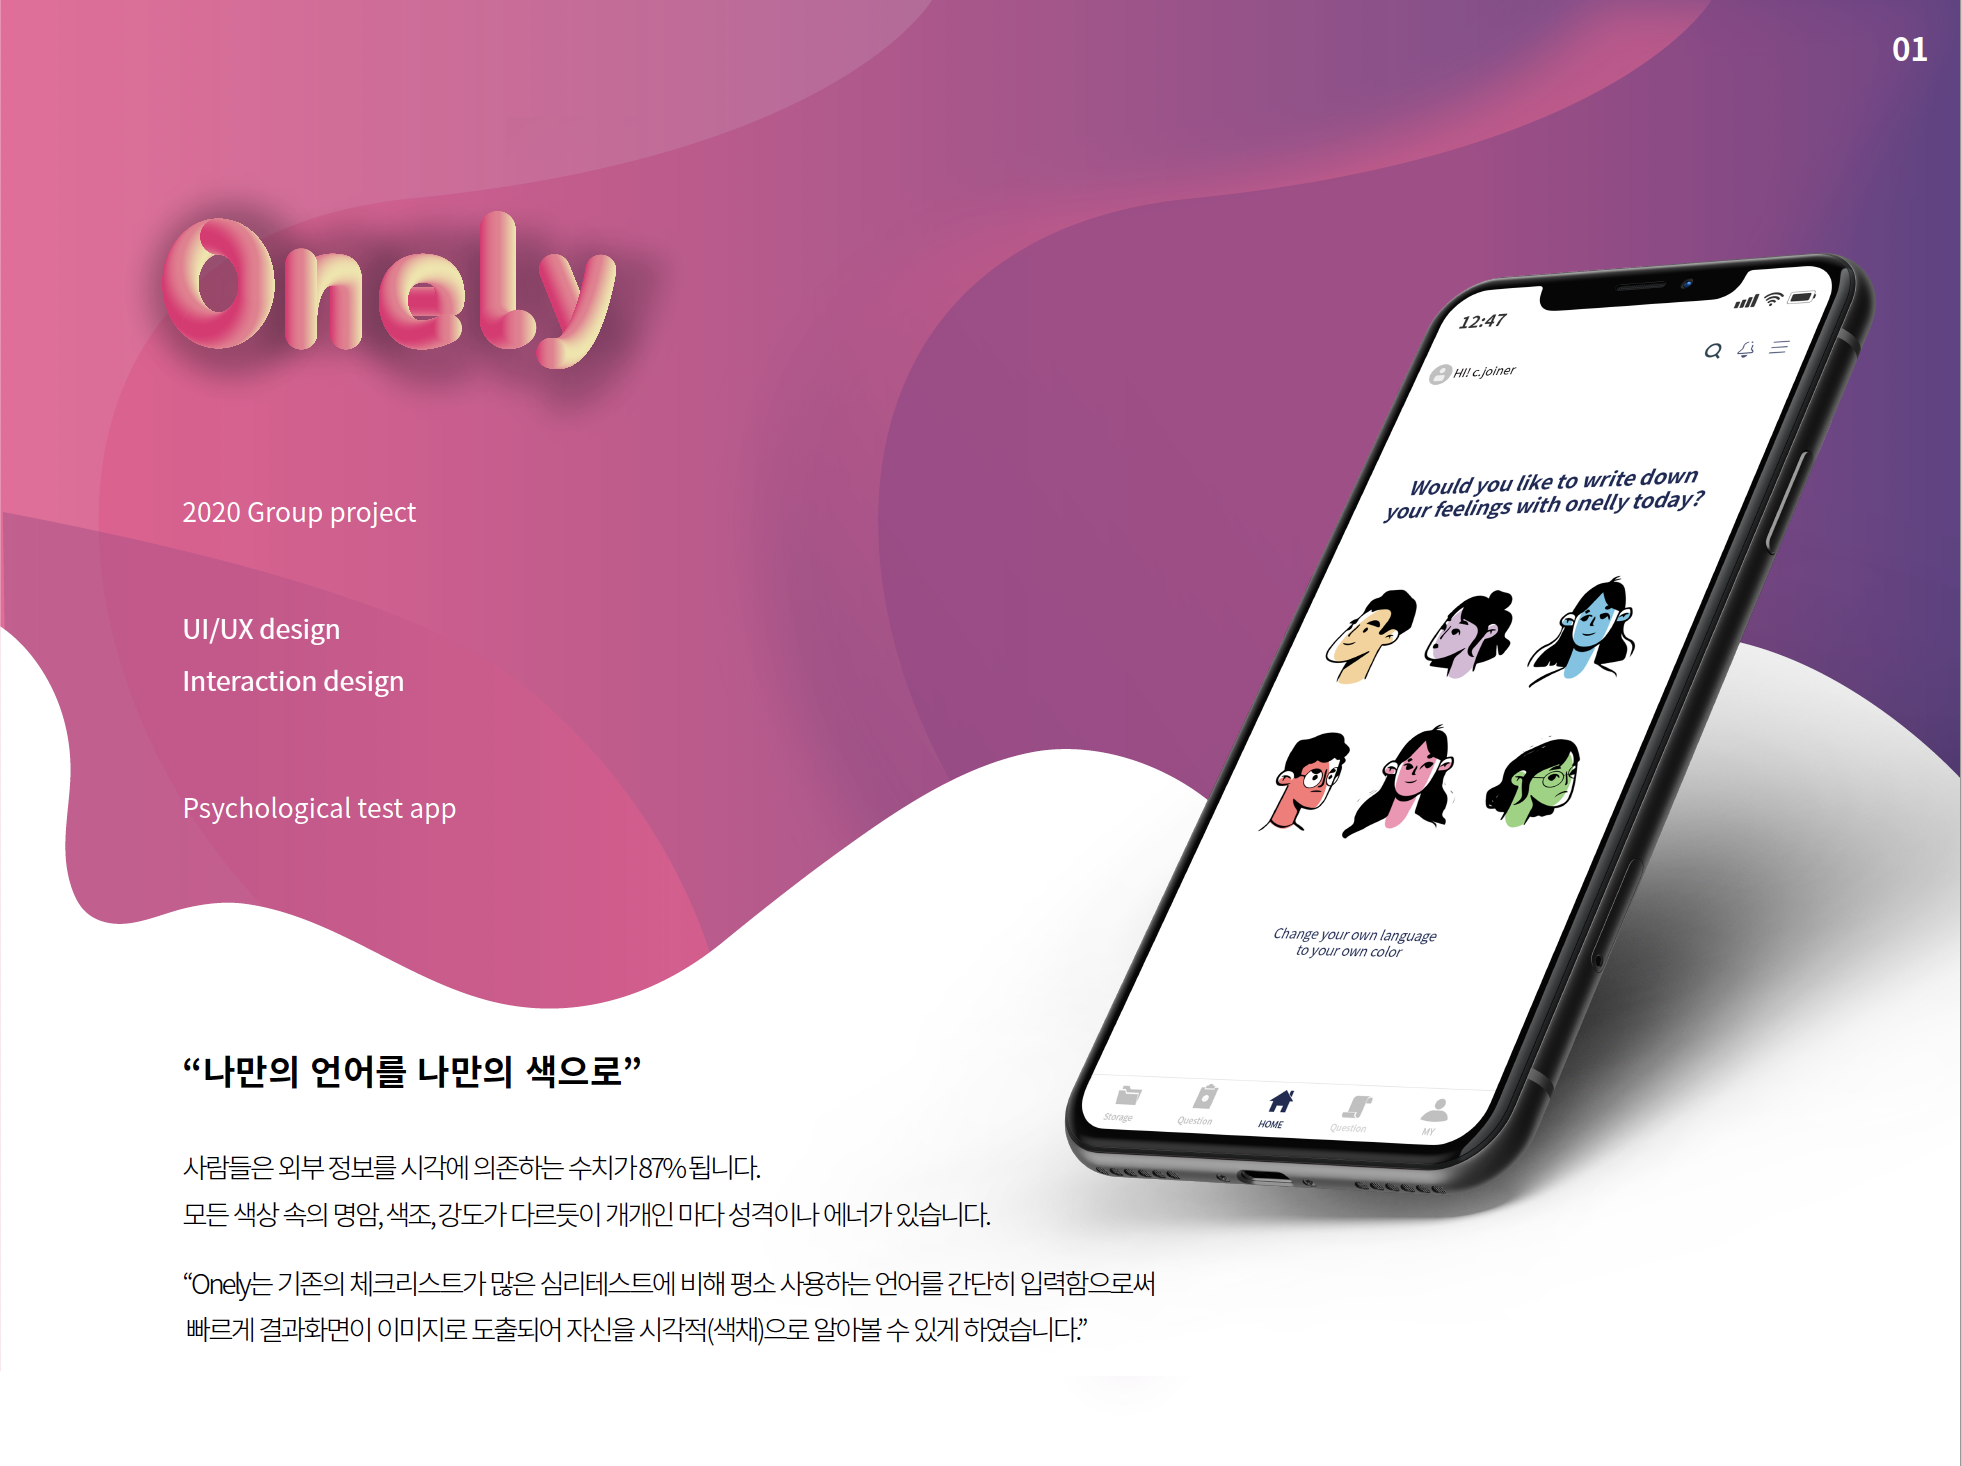 01
Onely
2020 Group project
UI/UX design
Interaction design
Psychological test app
12:47
HI! c.joiner
Would you like to write down
your feelings with onelly today?
Change your own language
to your own color
Storage
Question
HOME
Question
MY
“나만의 언어를 나만의 색으로”
사람들은 외부 정보를 시각에 의존하는 수치가 87% 됩니다.
모든 색상 속의 명암, 색조, 강도가 다르듯이 개개인 마다 성격이나 에너가 있습니다.
“Onely는 기존의 체크리스트가 많은 심리테스트에 비해 평소 사용하는 언어를 간단히 입력함으로써
빠르게 결과화면이 이미지로 도출되어 자신을 시각적(색채)으로 알아볼 수 있게 하였습니다.”